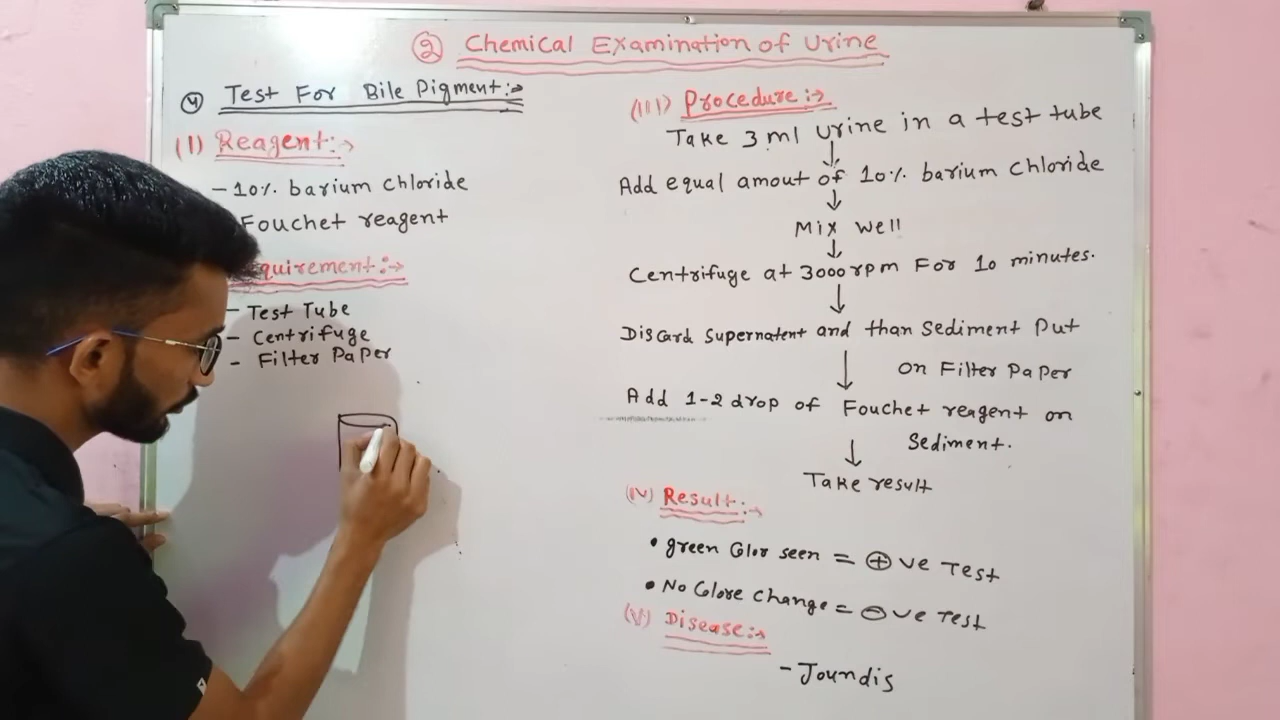 ② Chemical Examination of Urine
④ Test For Bile Pigment:→
(I) Reagent:→
- 10% barium Chloride
Fouchet reagent
quirement:→
- Test Tube
- Centrifuge
- Filter Paper
(III) Procedure:→
Take 3 ml urine in a test tube
↓
Add equal amout of 10% barium Chloride
↓
Mix well
↓
Centrifuge at 3000 rpm For 10 minutes.
↓
Discard Supernatent and than Sediment Put
on Filter Paper
↓
Add 1-2 drop of Fouchet reagent on
Sediment.
↓
Take result
(IV) Result:→
• green Color seen = ⊕ ve Test
• No Colore change = ⊖ ve Test
(V) Disease:→
- Joundis